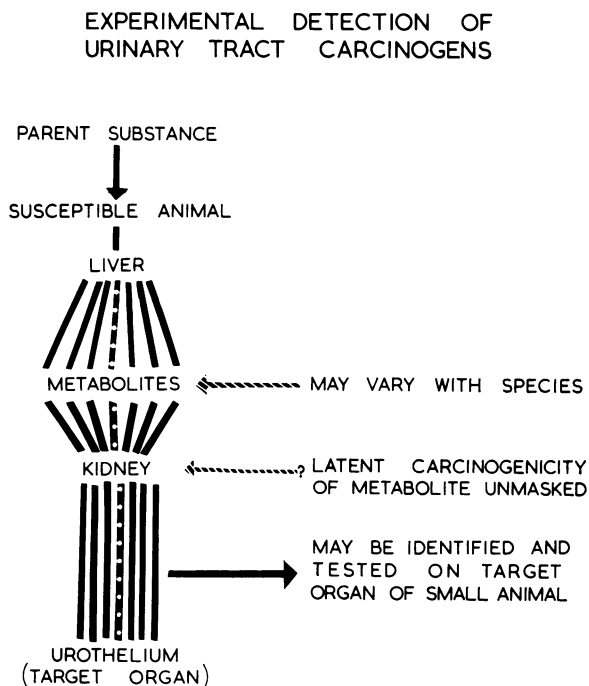 EXPERIMENTAL DETECTION OF
URINARY TRACT CARCINOGENS
PARENT SUBSTANCE
SUSCEPTIBLE ANIMAL
LIVER
METABOLITES
MAY VARY WITH SPECIES
KIDNEY
? LATENT CARCINOGENICITY
OF METABOLITE UNMASKED
MAY BE IDENTIFIED AND
TESTED ON TARGET
ORGAN OF SMALL ANIMAL
UROTHELIUM
(TARGET ORGAN)